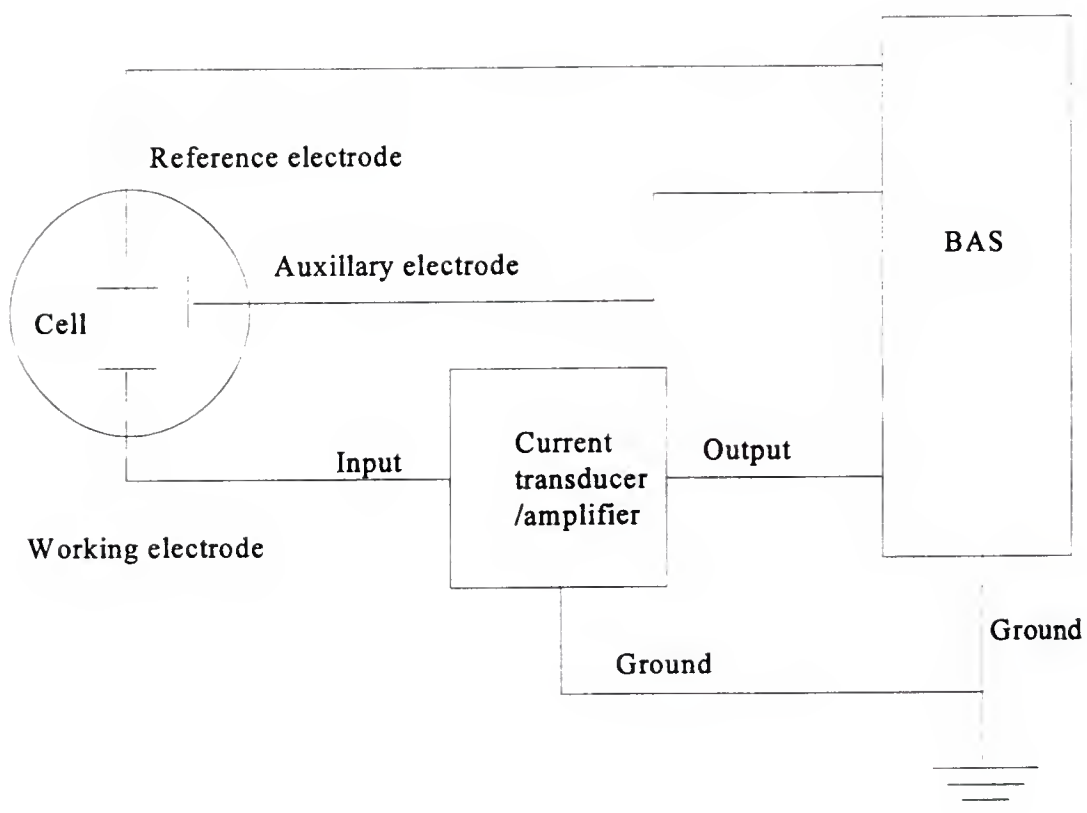 Reference electrode
BAS
Auxillary electrode
Cell
Current
transducer
/amplifier
Input
Output
Working electrode
Ground
Ground